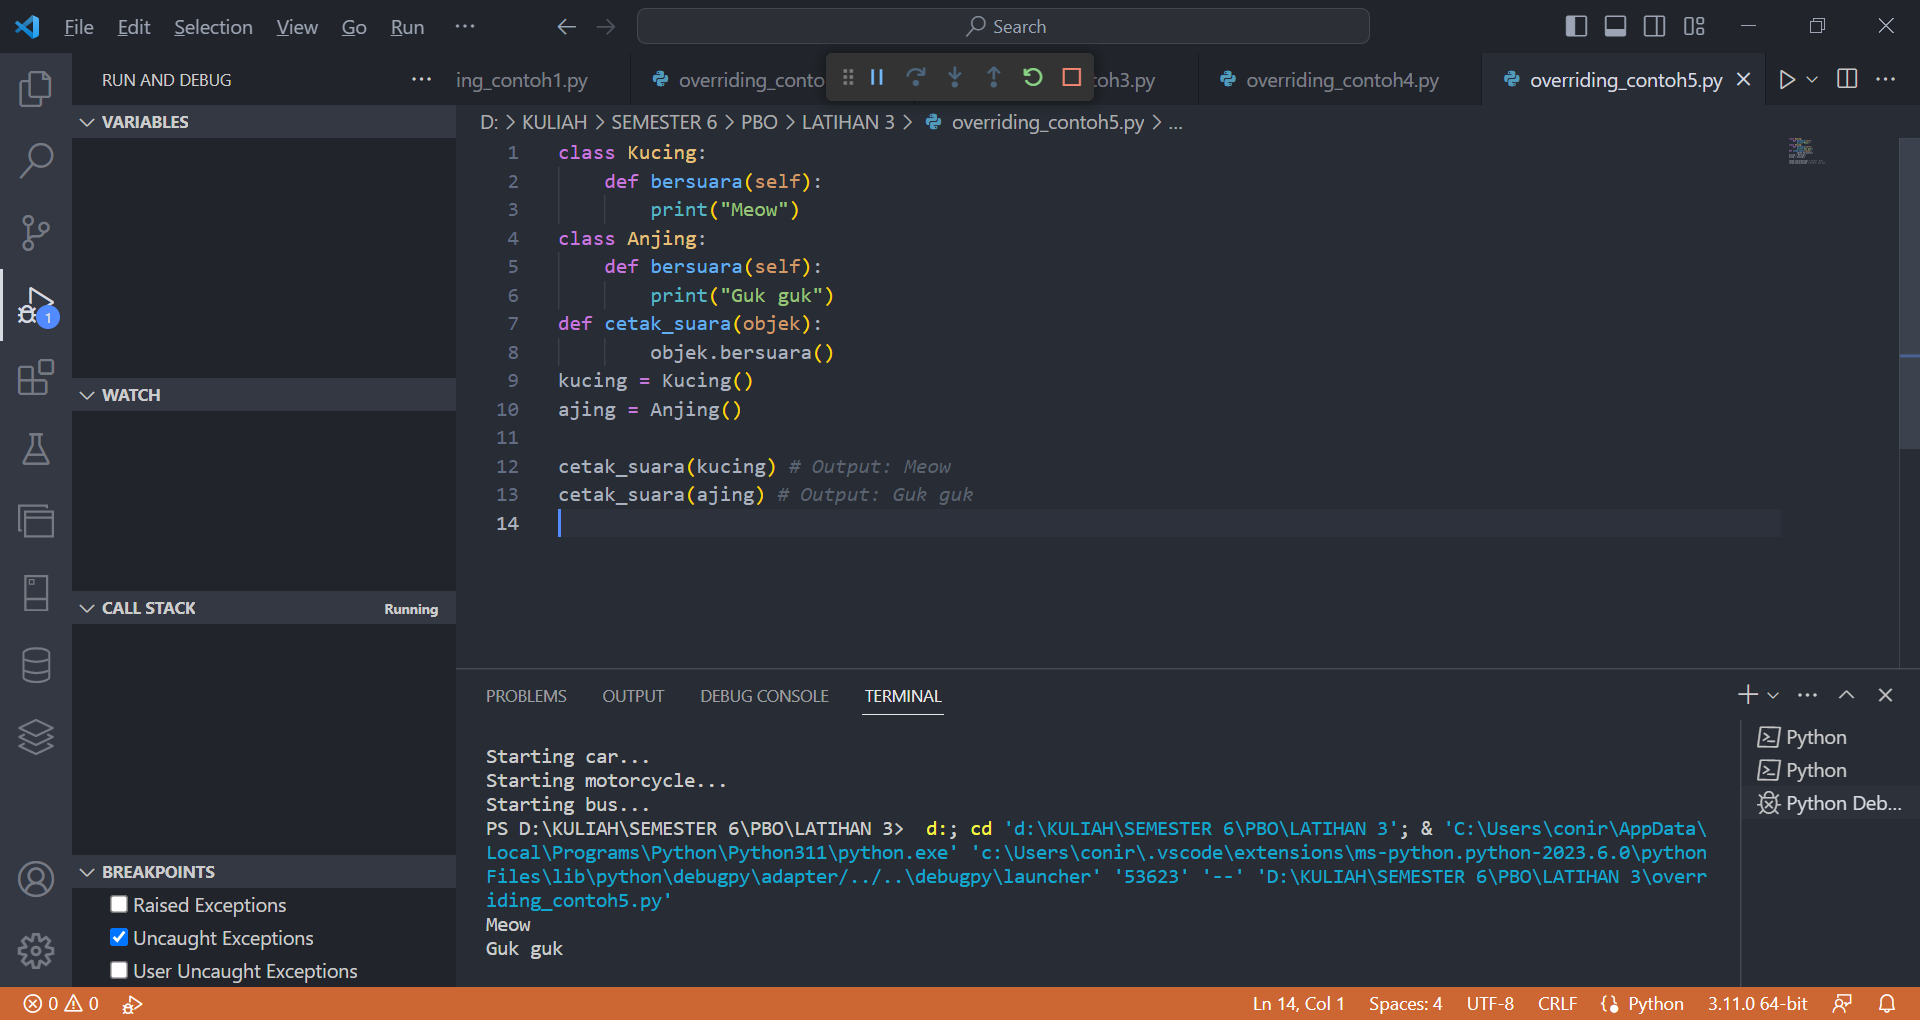 File Edit Selection View Go Run ...
Search
RUN AND DEBUG ...
ing_contoh1.py
overriding_conto
oh3.py
overriding_contoh4.py
overriding_contoh5.py
...
VARIABLES
WATCH
CALL STACK
Running
BREAKPOINTS
Raised Exceptions
Uncaught Exceptions
User Uncaught Exceptions
1
D: > KULIAH > SEMESTER 6 > PBO > LATIHAN 3 > overriding_contoh5.py > ...
1 class Kucing:
2 def bersuara(self):
3 print("Meow")
4 class Anjing:
5 def bersuara(self):
6 print("Guk guk")
7 def cetak_suara(objek):
8 objek.bersuara()
9 kucing = Kucing()
10 ajing = Anjing()
11
12 cetak_suara(kucing) # Output: Meow
13 cetak_suara(ajing) # Output: Guk guk
14
PROBLEMS OUTPUT DEBUG CONSOLE TERMINAL
Starting car...
Starting motorcycle...
Starting bus...
PS D:\KULIAH\SEMESTER 6\PBO\LATIHAN 3>  d:; cd 'd:\KULIAH\SEMESTER 6\PBO\LATIHAN 3'; & 'C:\Users\conir\AppData\
Local\Programs\Python\Python311\python.exe' 'c:\Users\conir\.vscode\extensions\ms-python.python-2023.6.0\python
Files\lib\python\debugpy\adapter/../..\debugpy\launcher' '53623' '--' 'D:\KULIAH\SEMESTER 6\PBO\LATIHAN 3\overr
iding_contoh5.py'
Meow
Guk guk
Python
Python
Python Deb...
0 0
Ln 14, Col 1 Spaces: 4 UTF-8 CRLF Python 3.11.0 64-bit